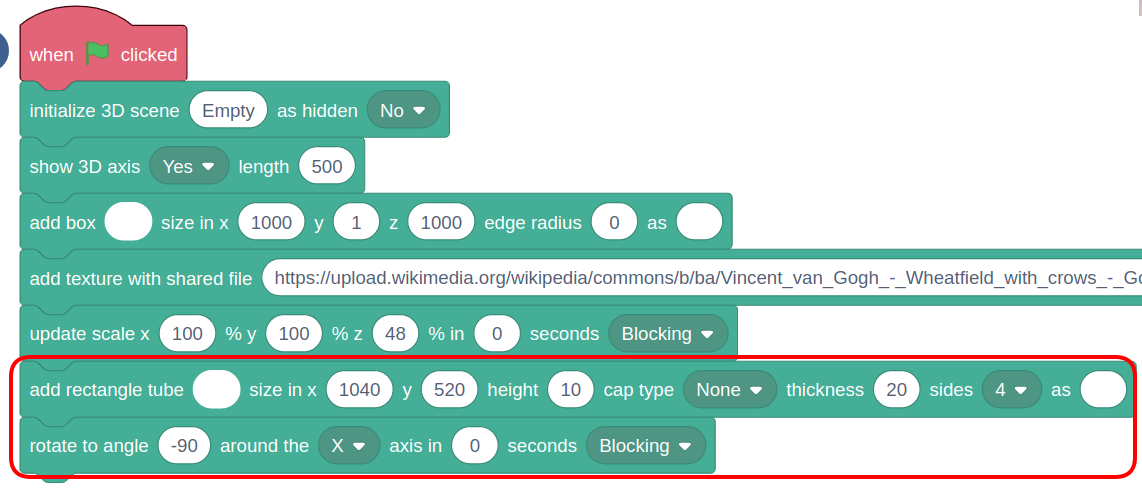 when clicked
initialize 3D scene Empty as hidden No
show 3D axis Yes length 500
add box size in x 1000 y 1 z 1000 edge radius 0 as
add texture with shared file https://upload.wikimedia.org/wikipedia/commons/b/ba/Vincent_van_Gogh_-_Wheatfield_with_crows_-_Go
update scale x 100 % y 100 % z 48 % in 0 seconds Blocking
add rectangle tube size in x 1040 y 520 height 10 cap type None thickness 20 sides 4 as
rotate to angle -90 around the X axis in 0 seconds Blocking